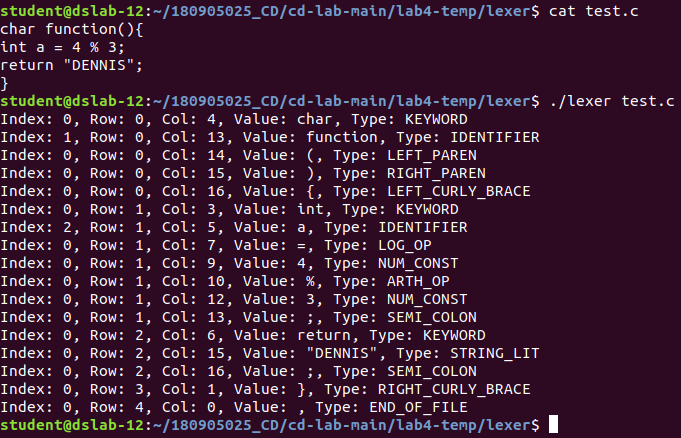 student@dslab-12:~/180905025_CD/cd-lab-main/lab4-temp/lexer$ cat test.c
char function(){
int a = 4 % 3;
return "DENNIS";
}
student@dslab-12:~/180905025_CD/cd-lab-main/lab4-temp/lexer$ ./lexer test.c
Index: 0, Row: 0, Col: 4, Value: char, Type: KEYWORD
Index: 1, Row: 0, Col: 13, Value: function, Type: IDENTIFIER
Index: 0, Row: 0, Col: 14, Value: (, Type: LEFT_PAREN
Index: 0, Row: 0, Col: 15, Value: ), Type: RIGHT_PAREN
Index: 0, Row: 0, Col: 16, Value: {, Type: LEFT_CURLY_BRACE
Index: 0, Row: 1, Col: 3, Value: int, Type: KEYWORD
Index: 2, Row: 1, Col: 5, Value: a, Type: IDENTIFIER
Index: 0, Row: 1, Col: 7, Value: =, Type: LOG_OP
Index: 0, Row: 1, Col: 9, Value: 4, Type: NUM_CONST
Index: 0, Row: 1, Col: 10, Value: %, Type: ARTH_OP
Index: 0, Row: 1, Col: 12, Value: 3, Type: NUM_CONST
Index: 0, Row: 1, Col: 13, Value: ;, Type: SEMI_COLON
Index: 0, Row: 2, Col: 6, Value: return, Type: KEYWORD
Index: 0, Row: 2, Col: 15, Value: "DENNIS", Type: STRING_LIT
Index: 0, Row: 2, Col: 16, Value: ;, Type: SEMI_COLON
Index: 0, Row: 3, Col: 1, Value: }, Type: RIGHT_CURLY_BRACE
Index: 0, Row: 4, Col: 0, Value: , Type: END_OF_FILE
student@dslab-12:~/180905025_CD/cd-lab-main/lab4-temp/lexer$